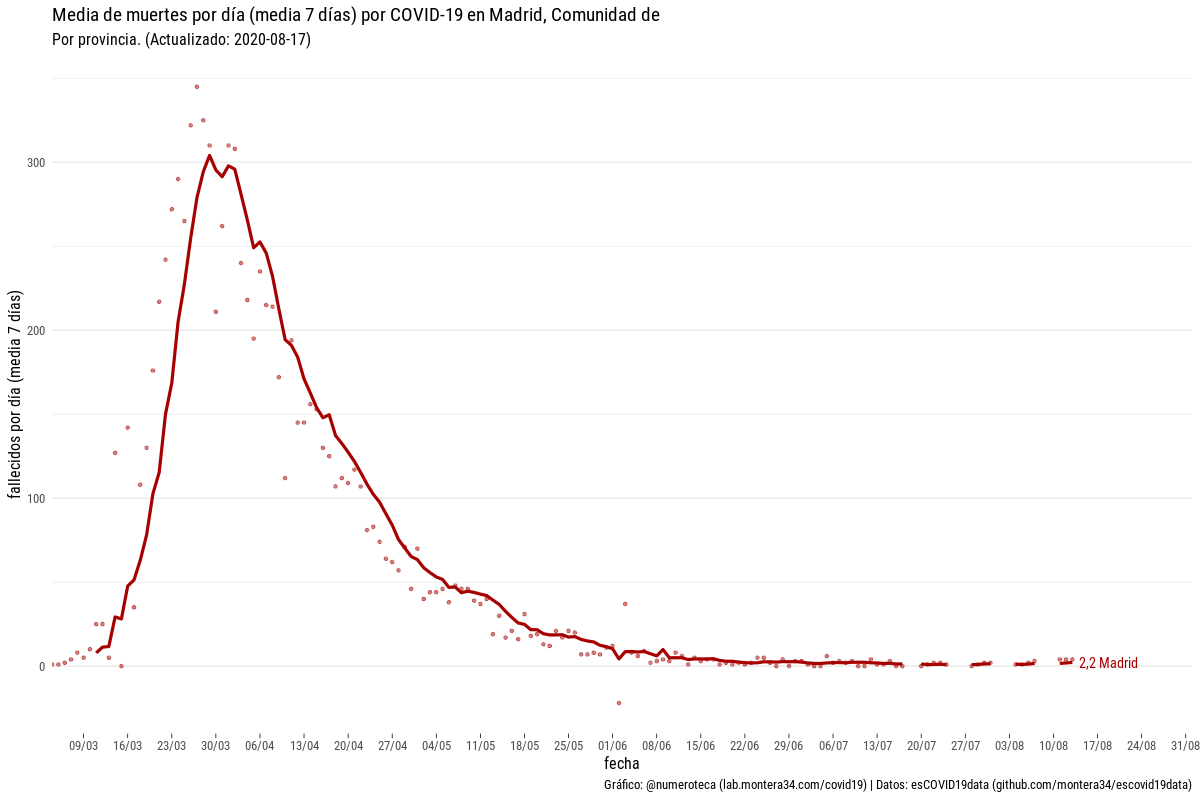 Media de muertes por día (media 7 días) por COVID-19 en Madrid, Comunidad de
Por provincia. (Actualizado: 2020-08-17)
fallecidos por día (media 7 días)
300
200
100
0
2,2 Madrid
09/03 16/03 23/03 30/03 06/04 13/04 20/04 27/04 04/05 11/05 18/05 25/05 01/06 08/06 15/06 22/06 29/06 06/07 13/07 20/07 27/07 03/08 10/08 17/08 24/08 31/08
fecha
Gráfico: @numeroteca (lab.montera34.com/covid19) | Datos: esCOVID19data (github.com/montera34/escovid19data)